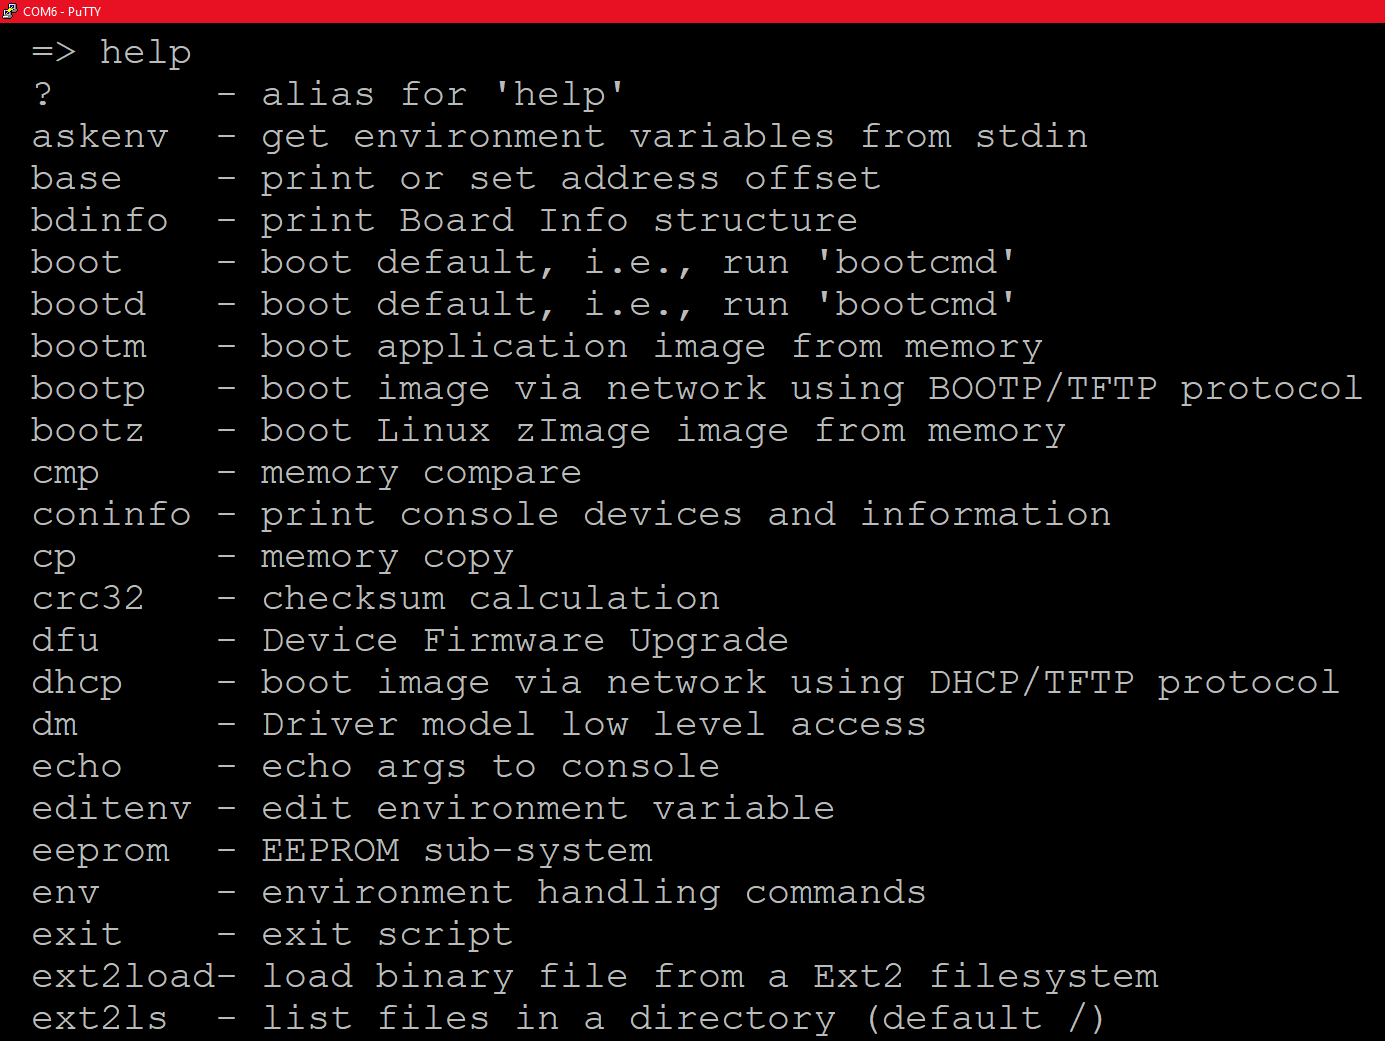 COM6 - PuTTY
=> help
?       - alias for 'help'
askenv  - get environment variables from stdin
base    - print or set address offset
bdinfo  - print Board Info structure
boot    - boot default, i.e., run 'bootcmd'
bootd   - boot default, i.e., run 'bootcmd'
bootm   - boot application image from memory
bootp   - boot image via network using BOOTP/TFTP protocol
bootz   - boot Linux zImage image from memory
cmp     - memory compare
coninfo - print console devices and information
cp      - memory copy
crc32   - checksum calculation
dfu     - Device Firmware Upgrade
dhcp    - boot image via network using DHCP/TFTP protocol
dm      - Driver model low level access
echo    - echo args to console
editenv - edit environment variable
eeprom  - EEPROM sub-system
env     - environment handling commands
exit    - exit script
ext2load- load binary file from a Ext2 filesystem
ext2ls  - list files in a directory (default /)